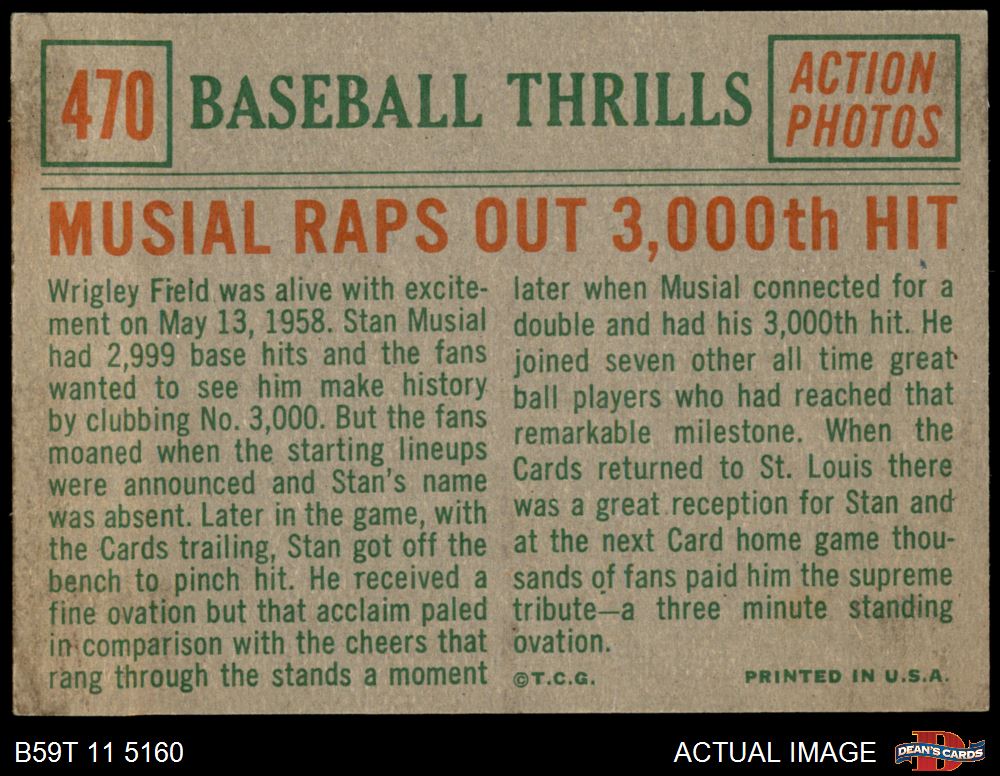 470
BASEBALL THRILLS
ACTION
PHOTOS
MUSIAL RAPS OUT 3,000th HIT
Wrigley Field was alive with excite-
ment on May 13, 1958. Stan Musial
had 2,999 base hits and the fans
wanted to see him make history
by clubbing No. 3,000. But the fans
moaned when the starting lineups
were announced and Stan's name
was absent. Later in the game, with
the Cards trailing, Stan got off the
bench to pinch hit. He received a
fine ovation but that acclaim paled
in comparison with the cheers that
rang through the stands a moment
later when Musial connected for a
double and had his 3,000th hit. He
joined seven other all time great
ball players who had reached that
remarkable milestone. When the
Cards returned to St. Louis there
was a great reception for Stan and
at the next Card home game thou-
sands of fans paid him the supreme
tribute—a three minute standing
ovation.
©T.C.G.
PRINTED IN U.S.A.
B59T 11 5160
ACTUAL IMAGE
DEAN'S CARDS